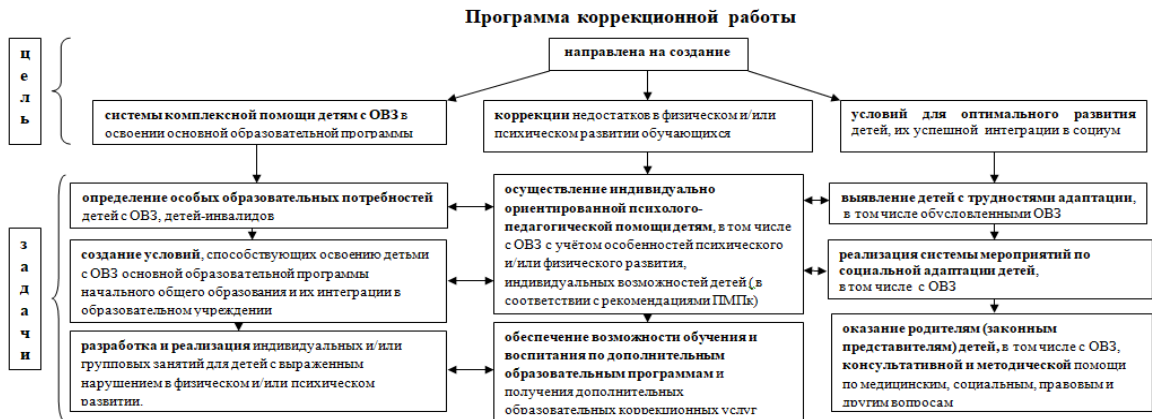 Программа коррекционной работы
цель
направлена на создание
системы комплексной помощи детям с ОВЗ в
освоении основной образовательной программы
коррекции недостатков в физическом и/или
психическом развитии обучающихся
условий для оптимального развития
детей, их успешной интеграции в социум
задачи
определение особых образовательных потребностей
детей с ОВЗ, детей-инвалидов
создание условий, способствующих освоению детьми
с ОВЗ основной образовательной программы
начального общего образования и их интеграции в
образовательном учреждении
разработка и реализация индивидуальных и/или
групповых занятий для детей с выраженным
нарушением в физическом и/или психическом
развитии.
осуществление индивидуально
ориентированной психолого-
педагогической помощи детям, в том числе
с ОВЗ с учётом особенностей психического
и/или физического развития,
индивидуальных возможностей детей (в
соответствии с рекомендациями ПМПк)
обеспечение возможности обучения и
воспитания по дополнительным
образовательным программам и
получения дополнительных
образовательных коррекционных услуг
выявление детей с трудностями адаптации,
в том числе обусловленными ОВЗ
реализация системы мероприятий по
социальной адаптации детей,
в том числе с ОВЗ
оказание родителям (законным
представителям) детей, в том числе с ОВЗ,
консультативной и методической помощи
по медицинским, социальным, правовым и
другим вопросам